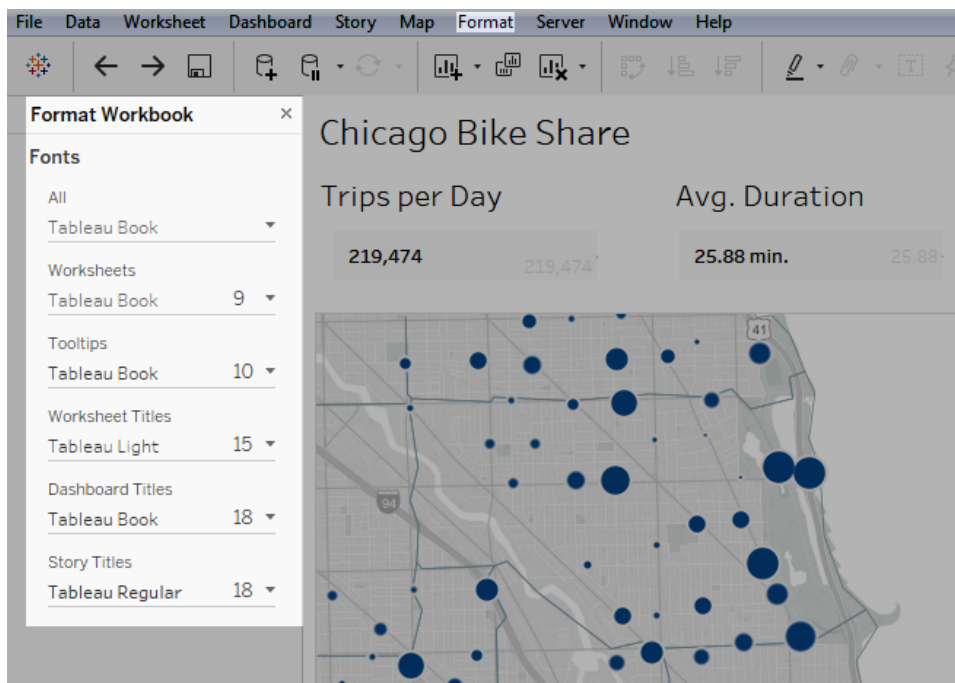 File Data Worksheet Dashboard Story Map Format Server Window Help
T
Format Workbook ×
Fonts
All
Tableau Book
Worksheets
Tableau Book 9
Tooltips
Tableau Book 10
Worksheet Titles
Tableau Light 15
Dashboard Titles
Tableau Book 18
Story Titles
Tableau Regular 18
Chicago Bike Share
Trips per Day
219,474 219,474
Avg. Duration
25.88 min. 25.88
41
94